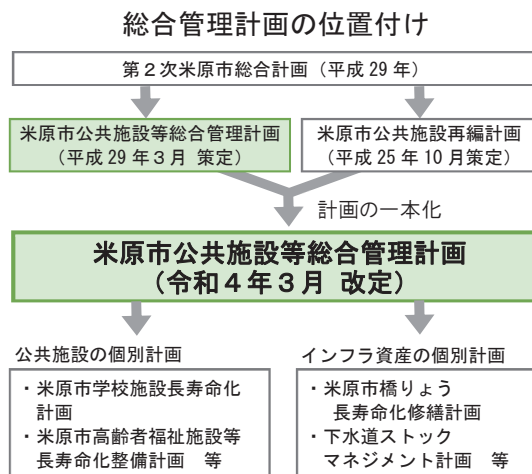 総合管理計画の位置付け
第2次米原市総合計画(平成29年)
米原市公共施設等総合管理計画
(平成29年3月 策定)
米原市公共施設再編計画
(平成25年10月策定)
計画の一本化
米原市公共施設等総合管理計画
(令和4年3月 改定)
公共施設の個別計画
・米原市学校施設長寿命化
計画
・米原市高齢者福祉施設等
長寿命化整備計画 等
インフラ資産の個別計画
・米原市橋りょう
長寿命化修繕計画
・下水道ストック
マネジメント計画 等